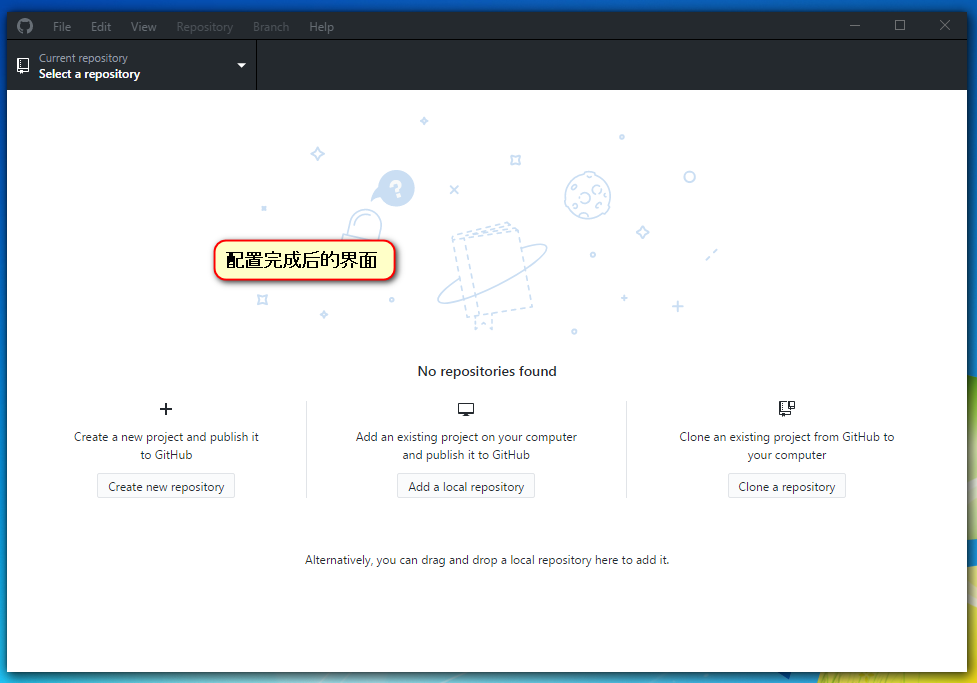 File Edit View Repository Branch Help
Current repository
Select a repository
?
配置完成后的界面
No repositories found
Create a new project and publish it
to GitHub
Create new repository
Add an existing project on your computer
and publish it to GitHub
Add a local repository
Clone an existing project from GitHub to
your computer
Clone a repository
Alternatively, you can drag and drop a local repository here to add it.